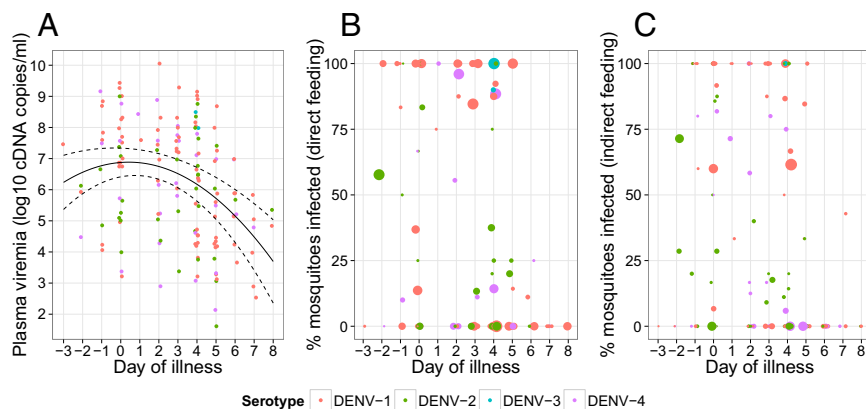 A
B
C
Plasma viremia (log10 cDNA copies/ml)
10
9
8
7
6
5
4
3
2
−3 −2 −1 0 1 2 3 4 5 6 7 8
Day of illness
% mosquitoes infected (direct feeding)
100
75
50
25
0
−3 −2 −1 0 1 2 3 4 5 6 7 8
Day of illness
% mosquitoes infected (indirect feeding)
100
75
50
25
0
−3 −2 −1 0 1 2 3 4 5 6 7 8
Day of illness
Serotype DENV−1 DENV−2 DENV−3 DENV−4